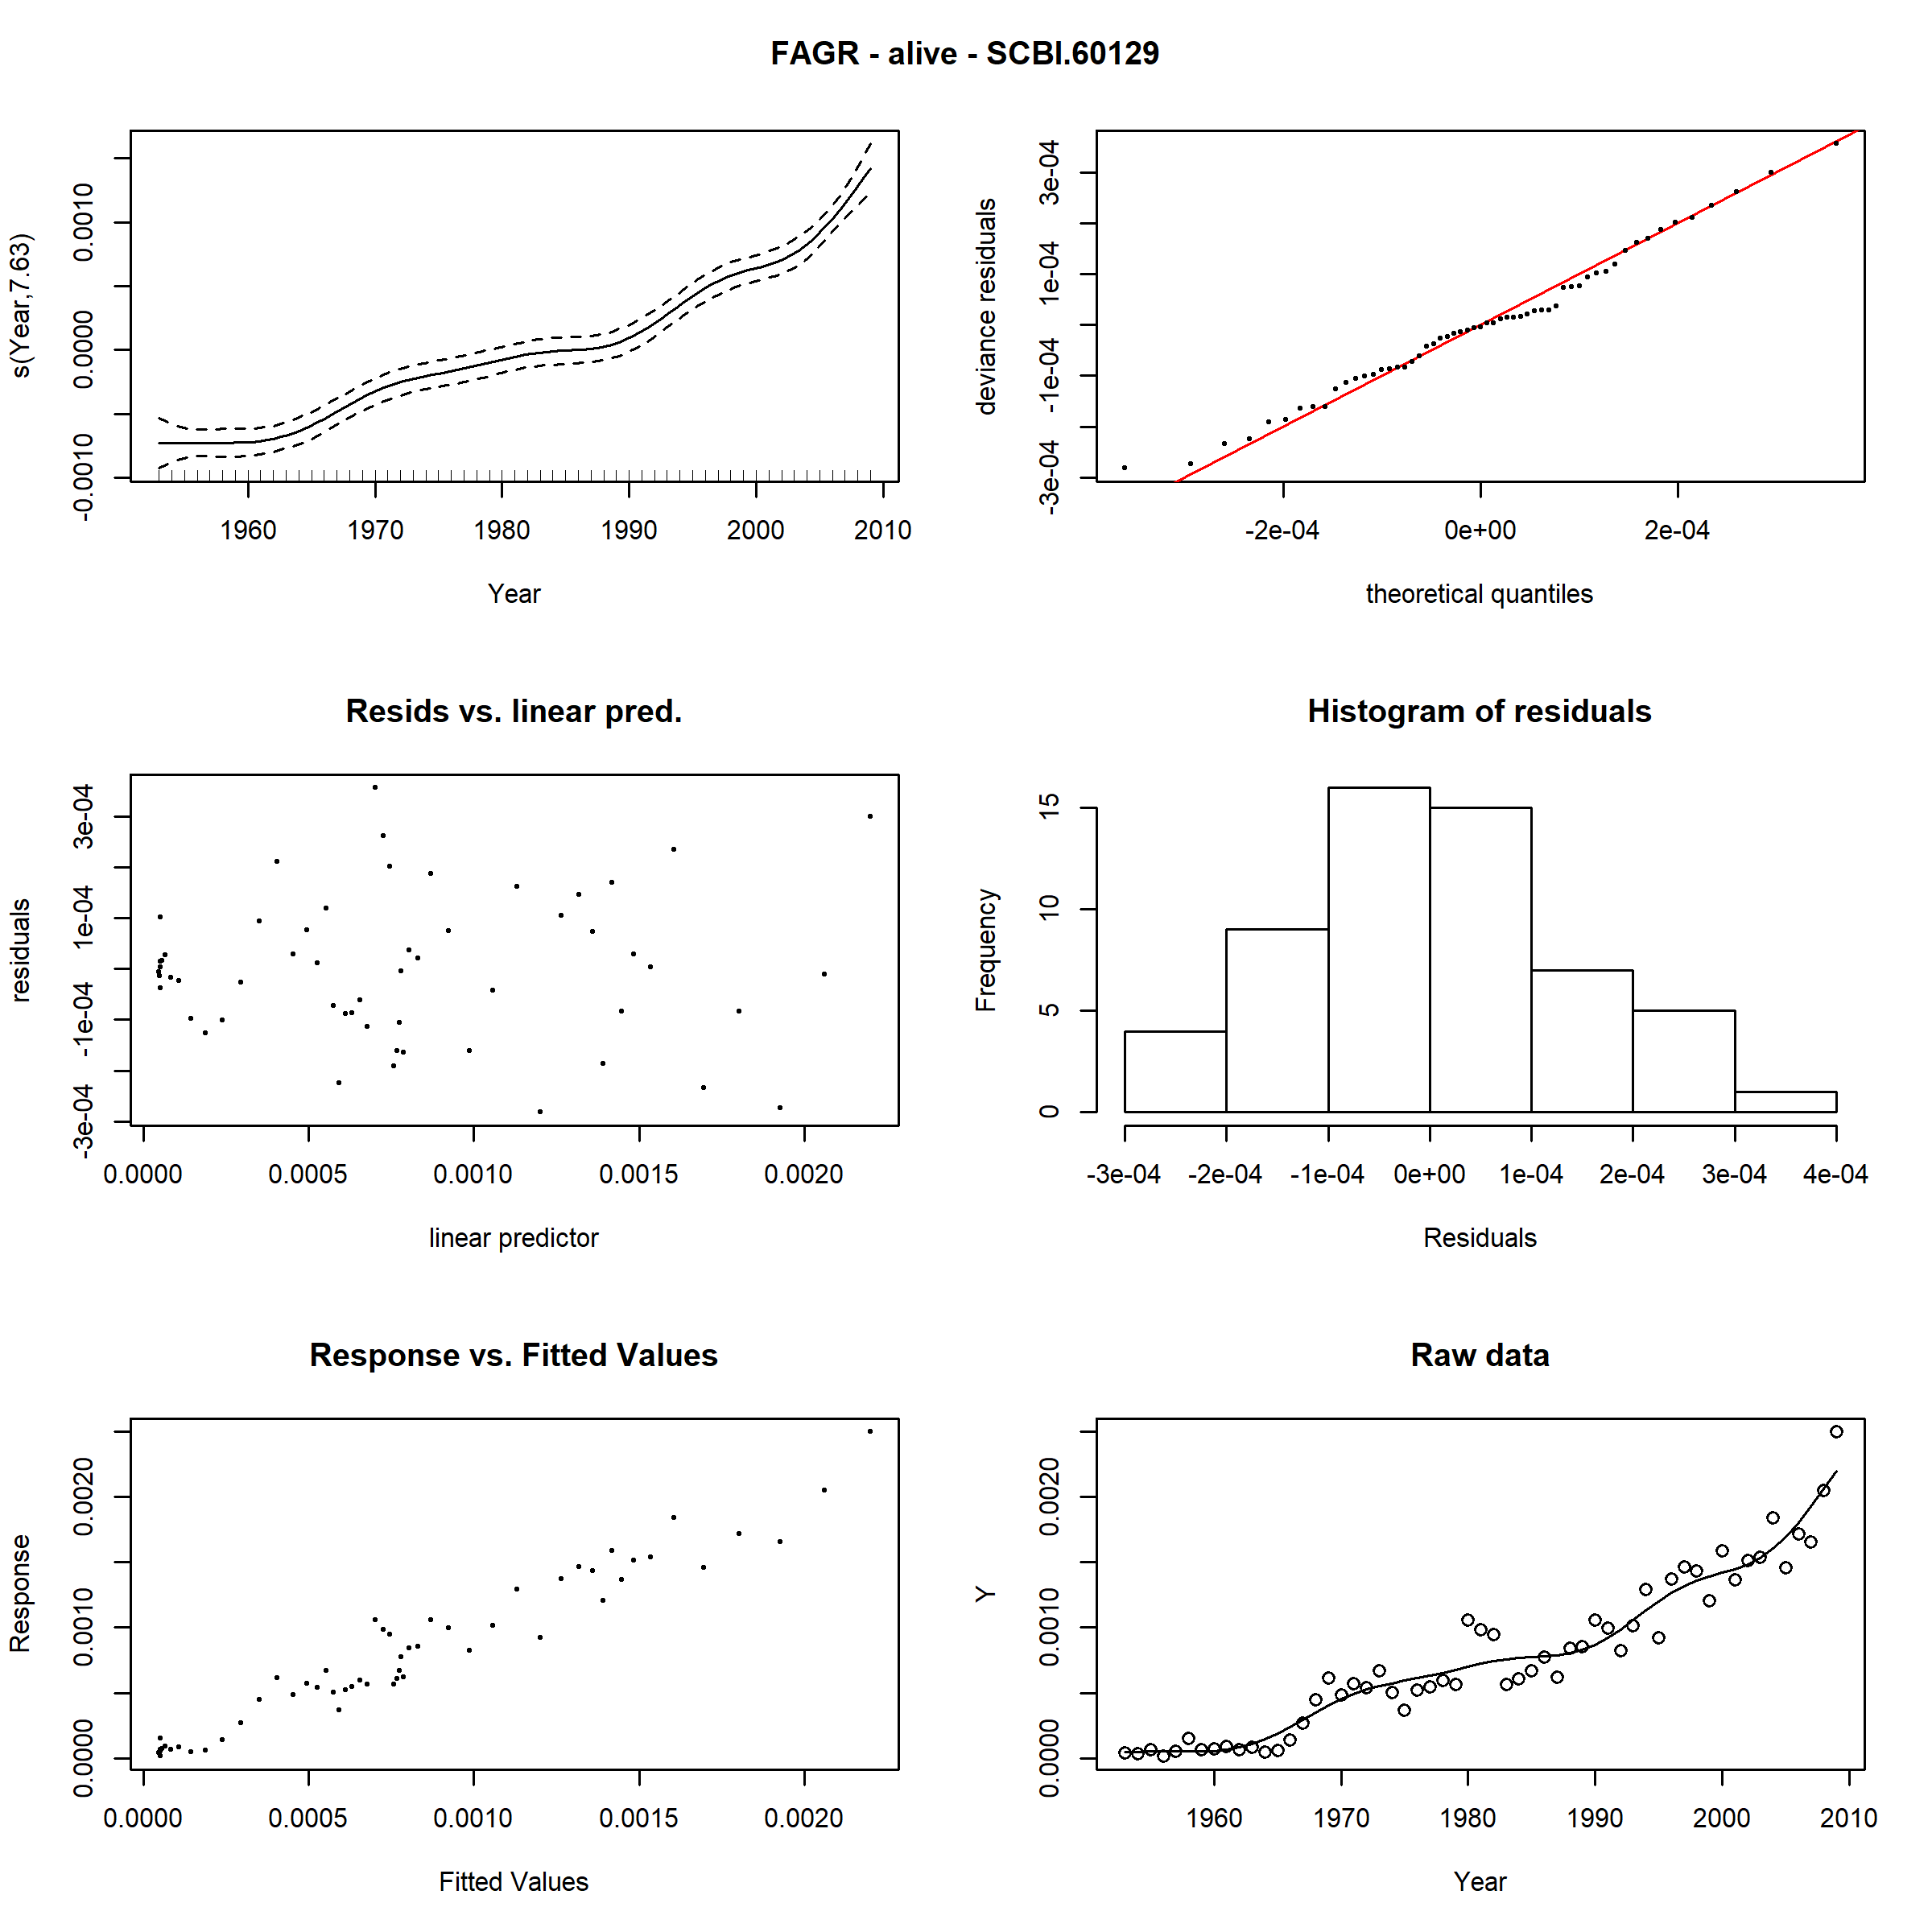 FAGR - alive - SCBI.60129
s(Year,7.63)
-0.0010 0.0000 0.0010
1960 1970 1980 1990 2000 2010
Year
deviance residuals
-3e-04 -1e-04 1e-04 3e-04
-2e-04 0e+00 2e-04
theoretical quantiles
Resids vs. linear pred.
residuals
-3e-04 -1e-04 1e-04 3e-04
0.0000 0.0005 0.0010 0.0015 0.0020
linear predictor
Histogram of residuals
Frequency
0 5 10 15
-3e-04 -2e-04 -1e-04 0e+00 1e-04 2e-04 3e-04 4e-04
Residuals
Response vs. Fitted Values
Response
0.0000 0.0010 0.0020
0.0000 0.0005 0.0010 0.0015 0.0020
Fitted Values
Raw data
Y
0.0000 0.0010 0.0020
1960 1970 1980 1990 2000 2010
Year